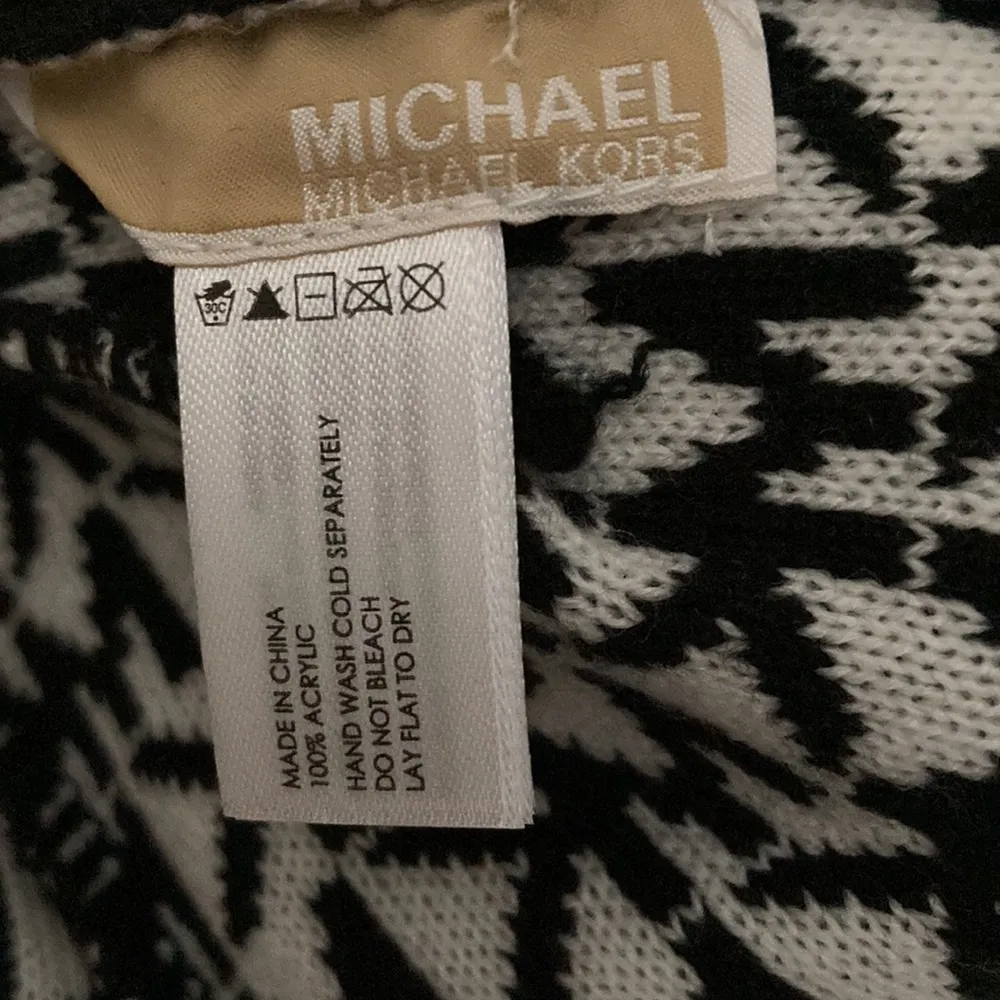 MICHAEL
MICHAEL KORS
30C
MADE IN CHINA
100% ACRYLIC
HAND WASH COLD SEPARATELY
DO NOT BLEACH
LAY FLAT TO DRY